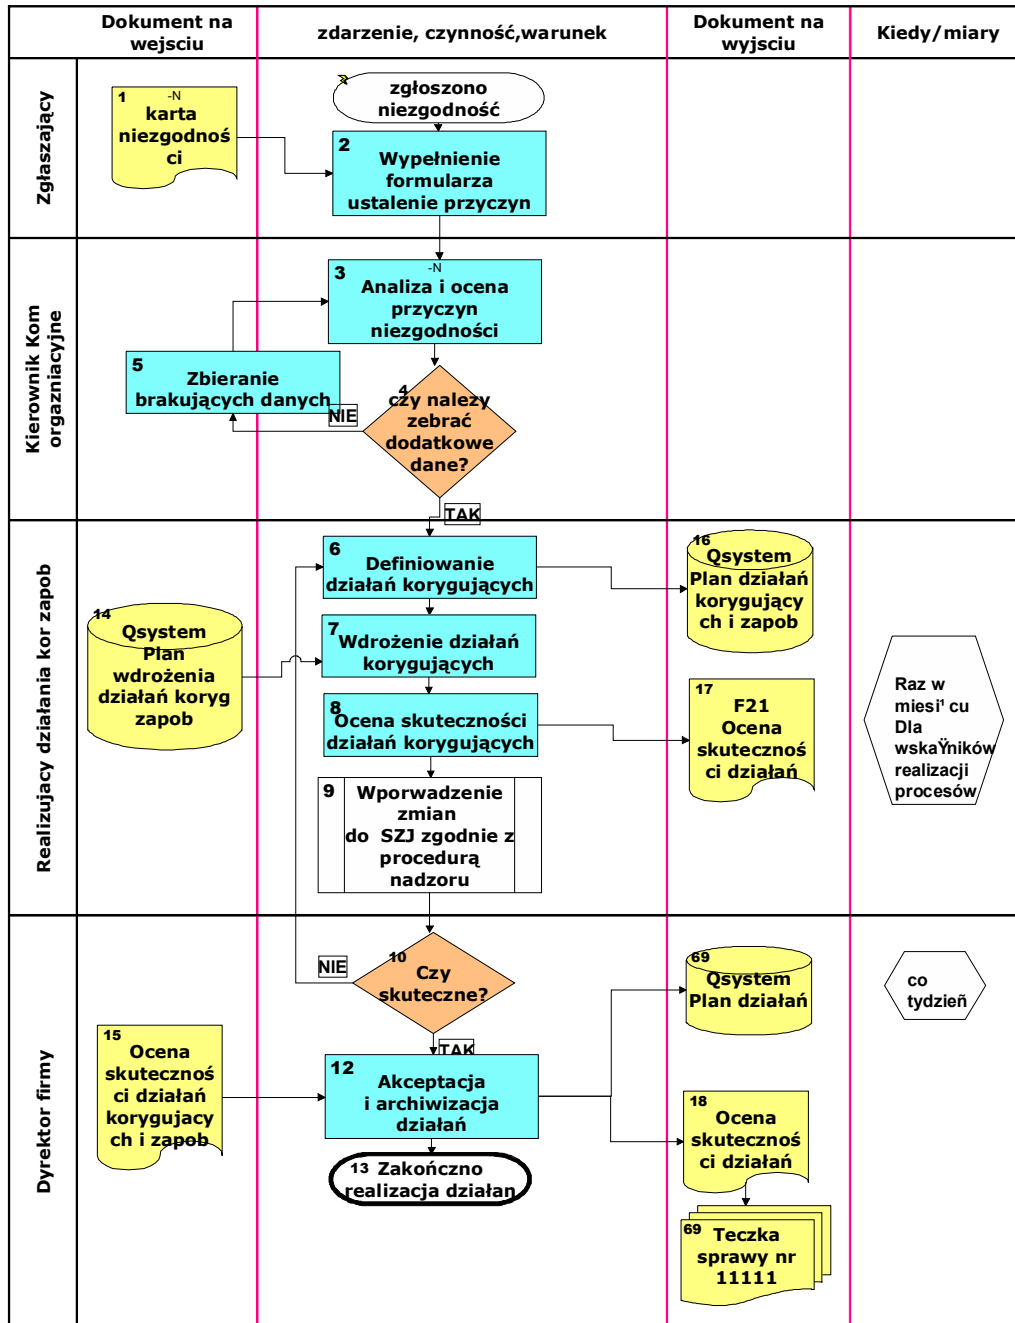 Dokument na
wejsciu
zdarzenie, czynność,warunek
Dokument na
wyjsciu
Kiedy/miary
Zgłaszający
1
-N
karta
niezgodnoś
ci
zgłoszono
niezgodność
2
Wypełnienie
formularza
ustalenie przyczyn
Kierownik Kom
orgazniacyjne
3
-N
Analiza i ocena
przyczyn
niezgodności
5
Zbieranie
brakujących danych
NIE
4
czy nalezy
zebrać
dodatkowe
dane?
TAK
Realizujacy działania kor zapob
6
Definiowanie
działań korygujących
16
Qsystem
Plan działań
korygujący
ch i zapob
14
Qsystem
Plan
wdrożenia
działań koryg
zapob
7
Wdrożenie działań
korygujących
8
Ocena skuteczności
działań korygujących
17
F21
Ocena
skutecznoś
ci działań
Raz w
miesi¹ cu
Dla
wskaŸników
realizacji
procesów
9
Wporwadzenie
zmian
do SZJ zgodnie z
procedurą
nadzoru
Dyrektor firmy
NIE
10
Czy
skuteczne?
TAK
69
Qsystem
Plan działań
co
tydzieñ
15
Ocena
skutecznoś
ci działań
korygujacy
ch i zapob
12
Akceptacja
i archiwizacja
działań
18
Ocena
skutecznoś
ci działań
13 Zakończno
realizacja działan
69
Teczka
sprawy nr
11111